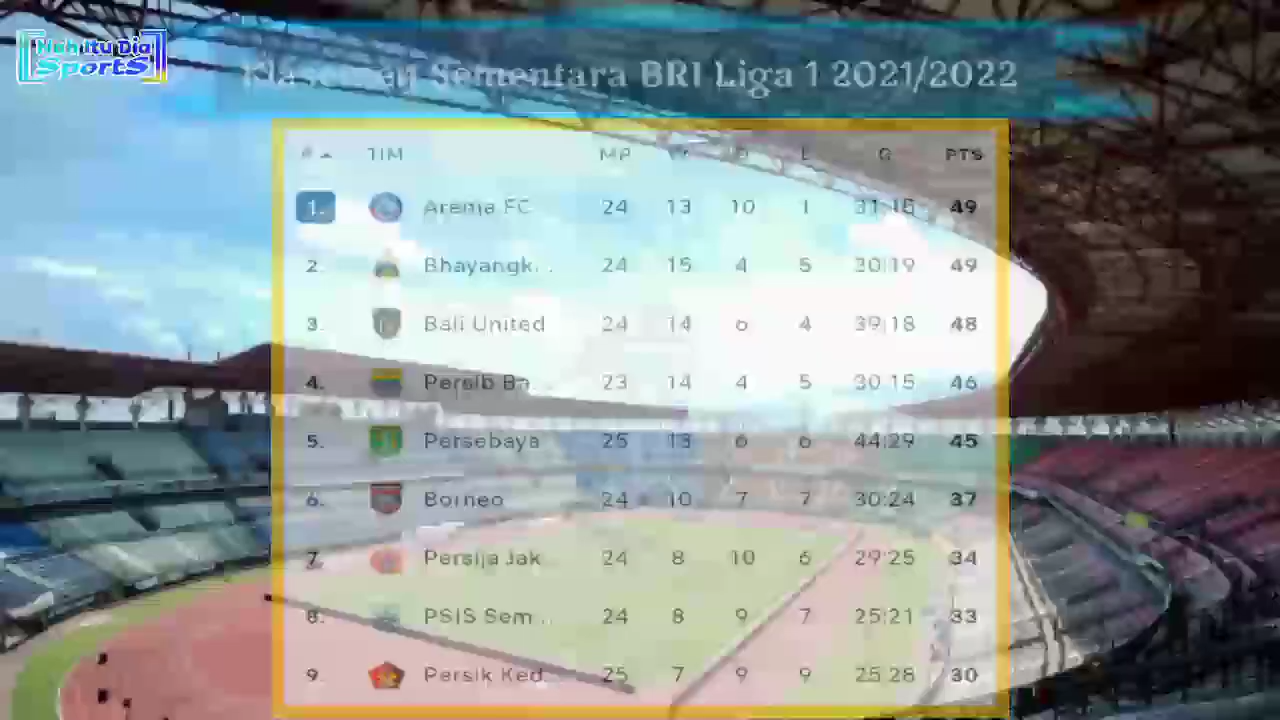 Nah Itu Dia
Sports
Klasemen Sementara BRI Liga 1 2021/2022
# TIM MP W D L G PTS
1. Arema FC 24 13 10 1 31:15 49
2. Bhayangk... 24 15 4 5 30:19 49
3. Bali United 24 14 6 4 39:18 48
4. Persib Ba... 23 14 4 5 30:15 46
5. Persebaya 25 13 6 6 44:29 45
6. Borneo 24 10 7 7 30:24 37
7. Persija Jak... 24 8 10 6 29:25 34
8. PSIS Sem... 24 8 9 7 25:21 33
9. Persik Ked... 25 7 9 9 25:28 30